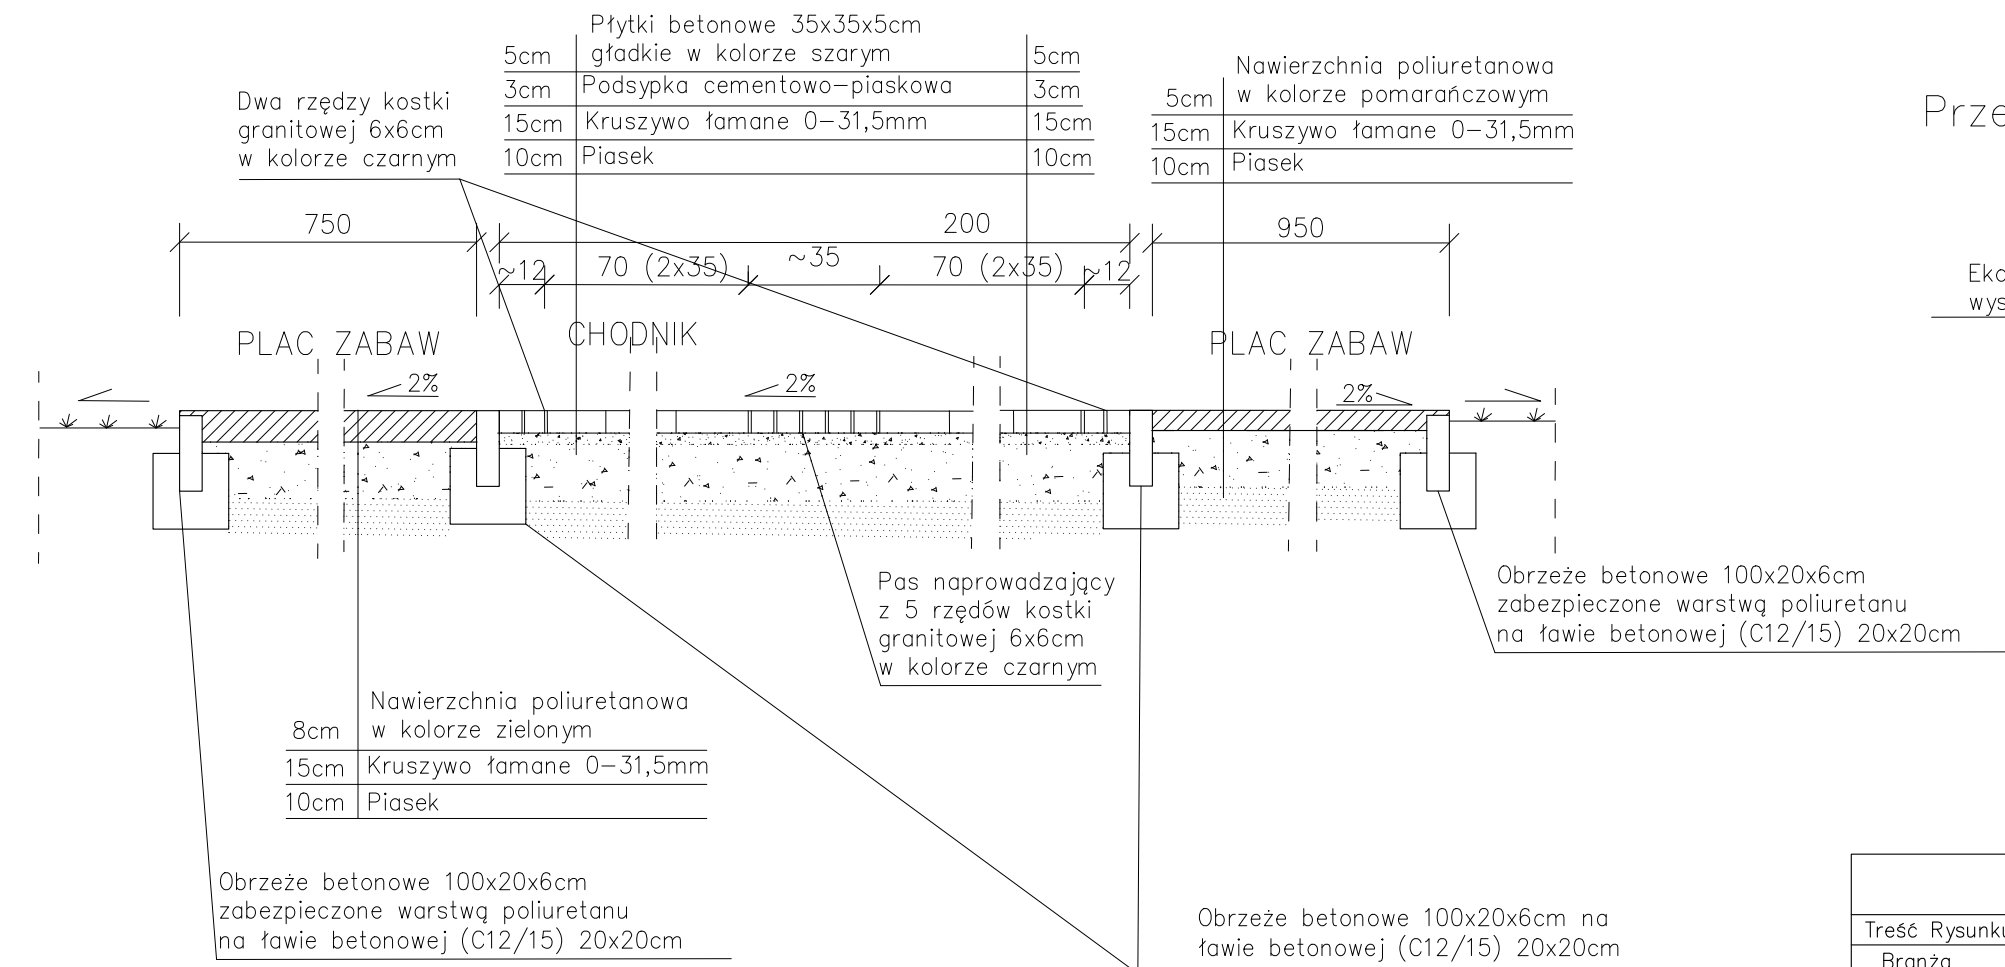 Płytki betonowe 35x35x5cm
gładkie w kolorze szarym
5cm
5cm
3cm
Podsypka cementowo-piaskowa
3cm
15cm
Kruszywo łamane 0-31,5mm
15cm
10cm
Piasek
10cm
Nawierzchnia poliuretanowa
w kolorze pomarańczowym
5cm
15cm
Kruszywo łamane 0-31,5mm
10cm
Piasek
Dwa rzędzy kostki
granitowej 6x6cm
w kolorze czarnym
750
200
950
~12
70 (2x35)
~35
70 (2x35)
~12
PLAC ZABAW
CHODNIK
PLAC ZABAW
2%
2%
2%
Pas naprowadzający
z 5 rzędów kostki
granitowej 6x6cm
w kolorze czarnym
Obrzeże betonowe 100x20x6cm
zabezpieczone warstwą poliuretanu
na ławie betonowej (C12/15) 20x20cm
Nawierzchnia poliuretanowa
w kolorze zielonym
8cm
15cm
Kruszywo łamane 0-31,5mm
10cm
Piasek
Obrzeże betonowe 100x20x6cm
zabezpieczone warstwą poliuretanu
na ławie betonowej (C12/15) 20x20cm
Obrzeże betonowe 100x20x6cm na
ławie betonowej (C12/15) 20x20cm
Prze
Eko
wys
Treść Rysunku
Branża